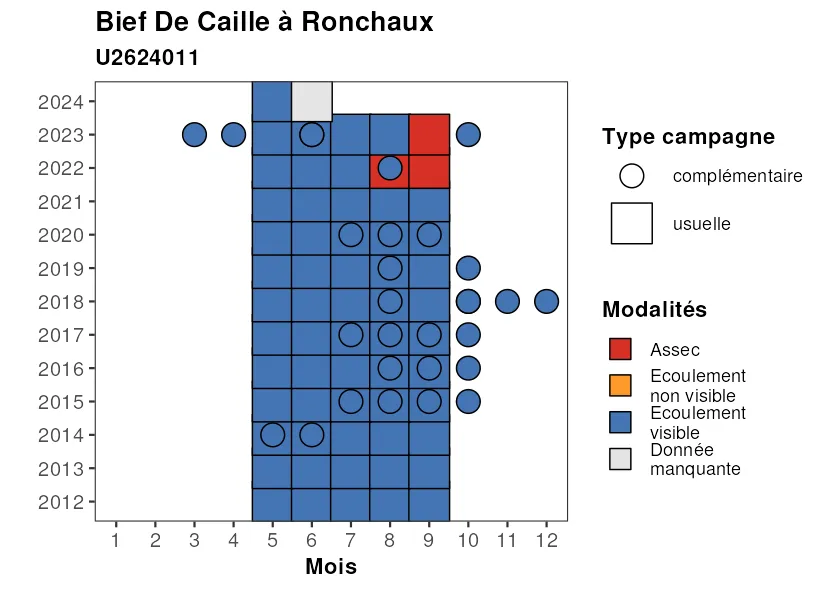 Bief De Caille à Ronchaux
U2624011
2024
2023
2022
2021
2020
2019
2018
2017
2016
2015
2014
2013
2012
1 2 3 4 5 6 7 8 9 10 11 12
Mois
Type campagne
complémentaire
usuelle
Modalités
Assec
Ecoulement
non visible
Ecoulement
visible
Donnée
manquante